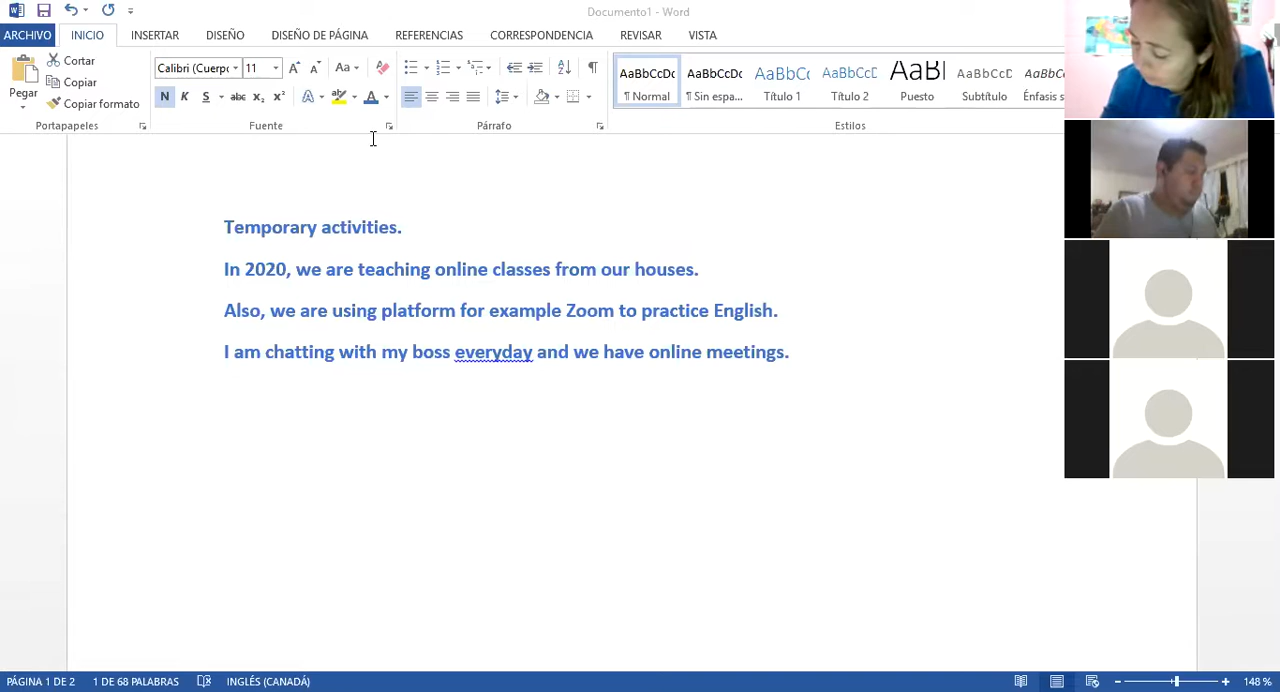 Documento1 - Word
ARCHIVO INICIO INSERTAR DISEÑO DISEÑO DE PÁGINA REFERENCIAS CORRESPONDENCIA REVISAR VISTA
Pegar
Cortar
Copiar
Copiar formato
Portapapeles
Calibri (Cuerpo 11
Fuente
Párrafo
AaBbCcDc AaBbCcDc AaBbCc AaBbCcD AaBl AaBbCcD AaBbCc
¶ Normal ¶ Sin espa... Título 1 Título 2 Puesto Subtítulo Énfasis s
Estilos
Temporary activities.
In 2020, we are teaching online classes from our houses.
Also, we are using platform for example Zoom to practice English.
I am chatting with my boss everyday and we have online meetings.
PÁGINA 1 DE 2 1 DE 68 PALABRAS INGLÉS (CANADÁ) 148 %